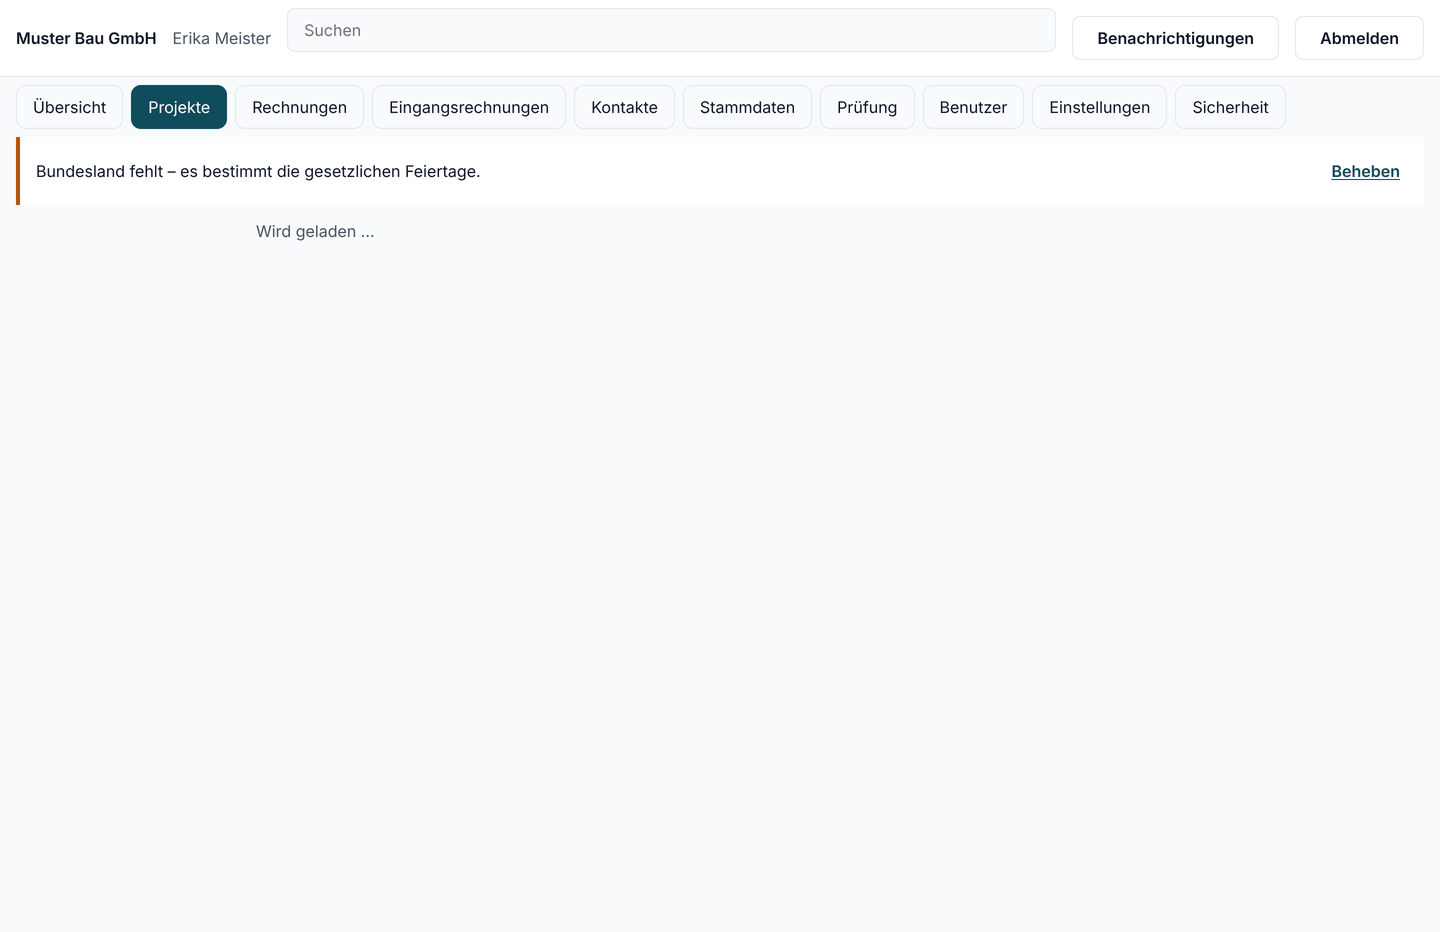 Muster Bau GmbH Erika Meister Suchen Benachrichtigungen Abmelden
Übersicht Projekte Rechnungen Eingangsrechnungen Kontakte Stammdaten Prüfung Benutzer Einstellungen Sicherheit
Bundesland fehlt – es bestimmt die gesetzlichen Feiertage. Beheben
Wird geladen ...